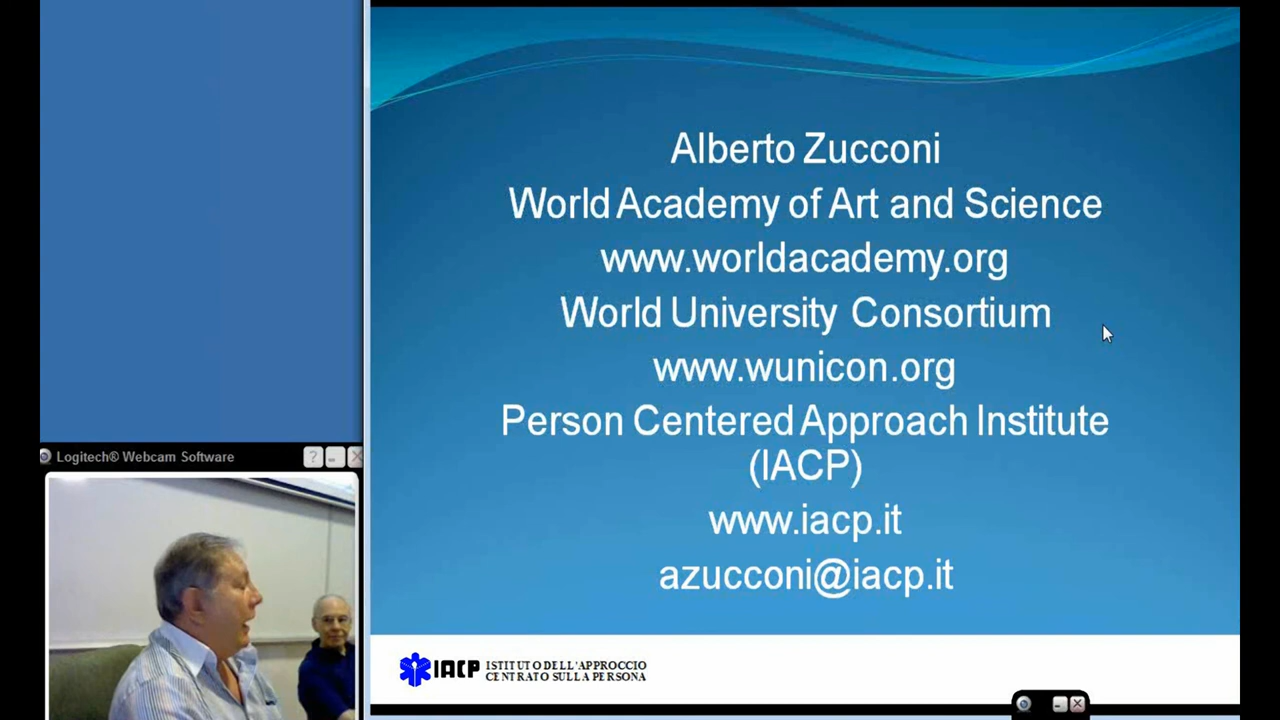 Alberto Zucconi
World Academy of Art and Science
www.worldacademy.org
World University Consortium
www.wunicon.org
Person Centered Approach Institute
(IACP)
www.iacp.it
azucconi@iacp.it
Logitech® Webcam Software
IACP ISTITUTO DELL'APPROCCIO
CENTRATO SULLA PERSONA